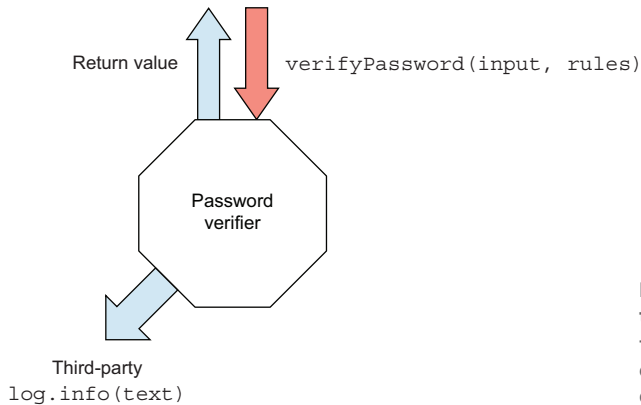 Return value
verifyPassword(input, rules)
Password
verifier
Third-party
log.info(text)